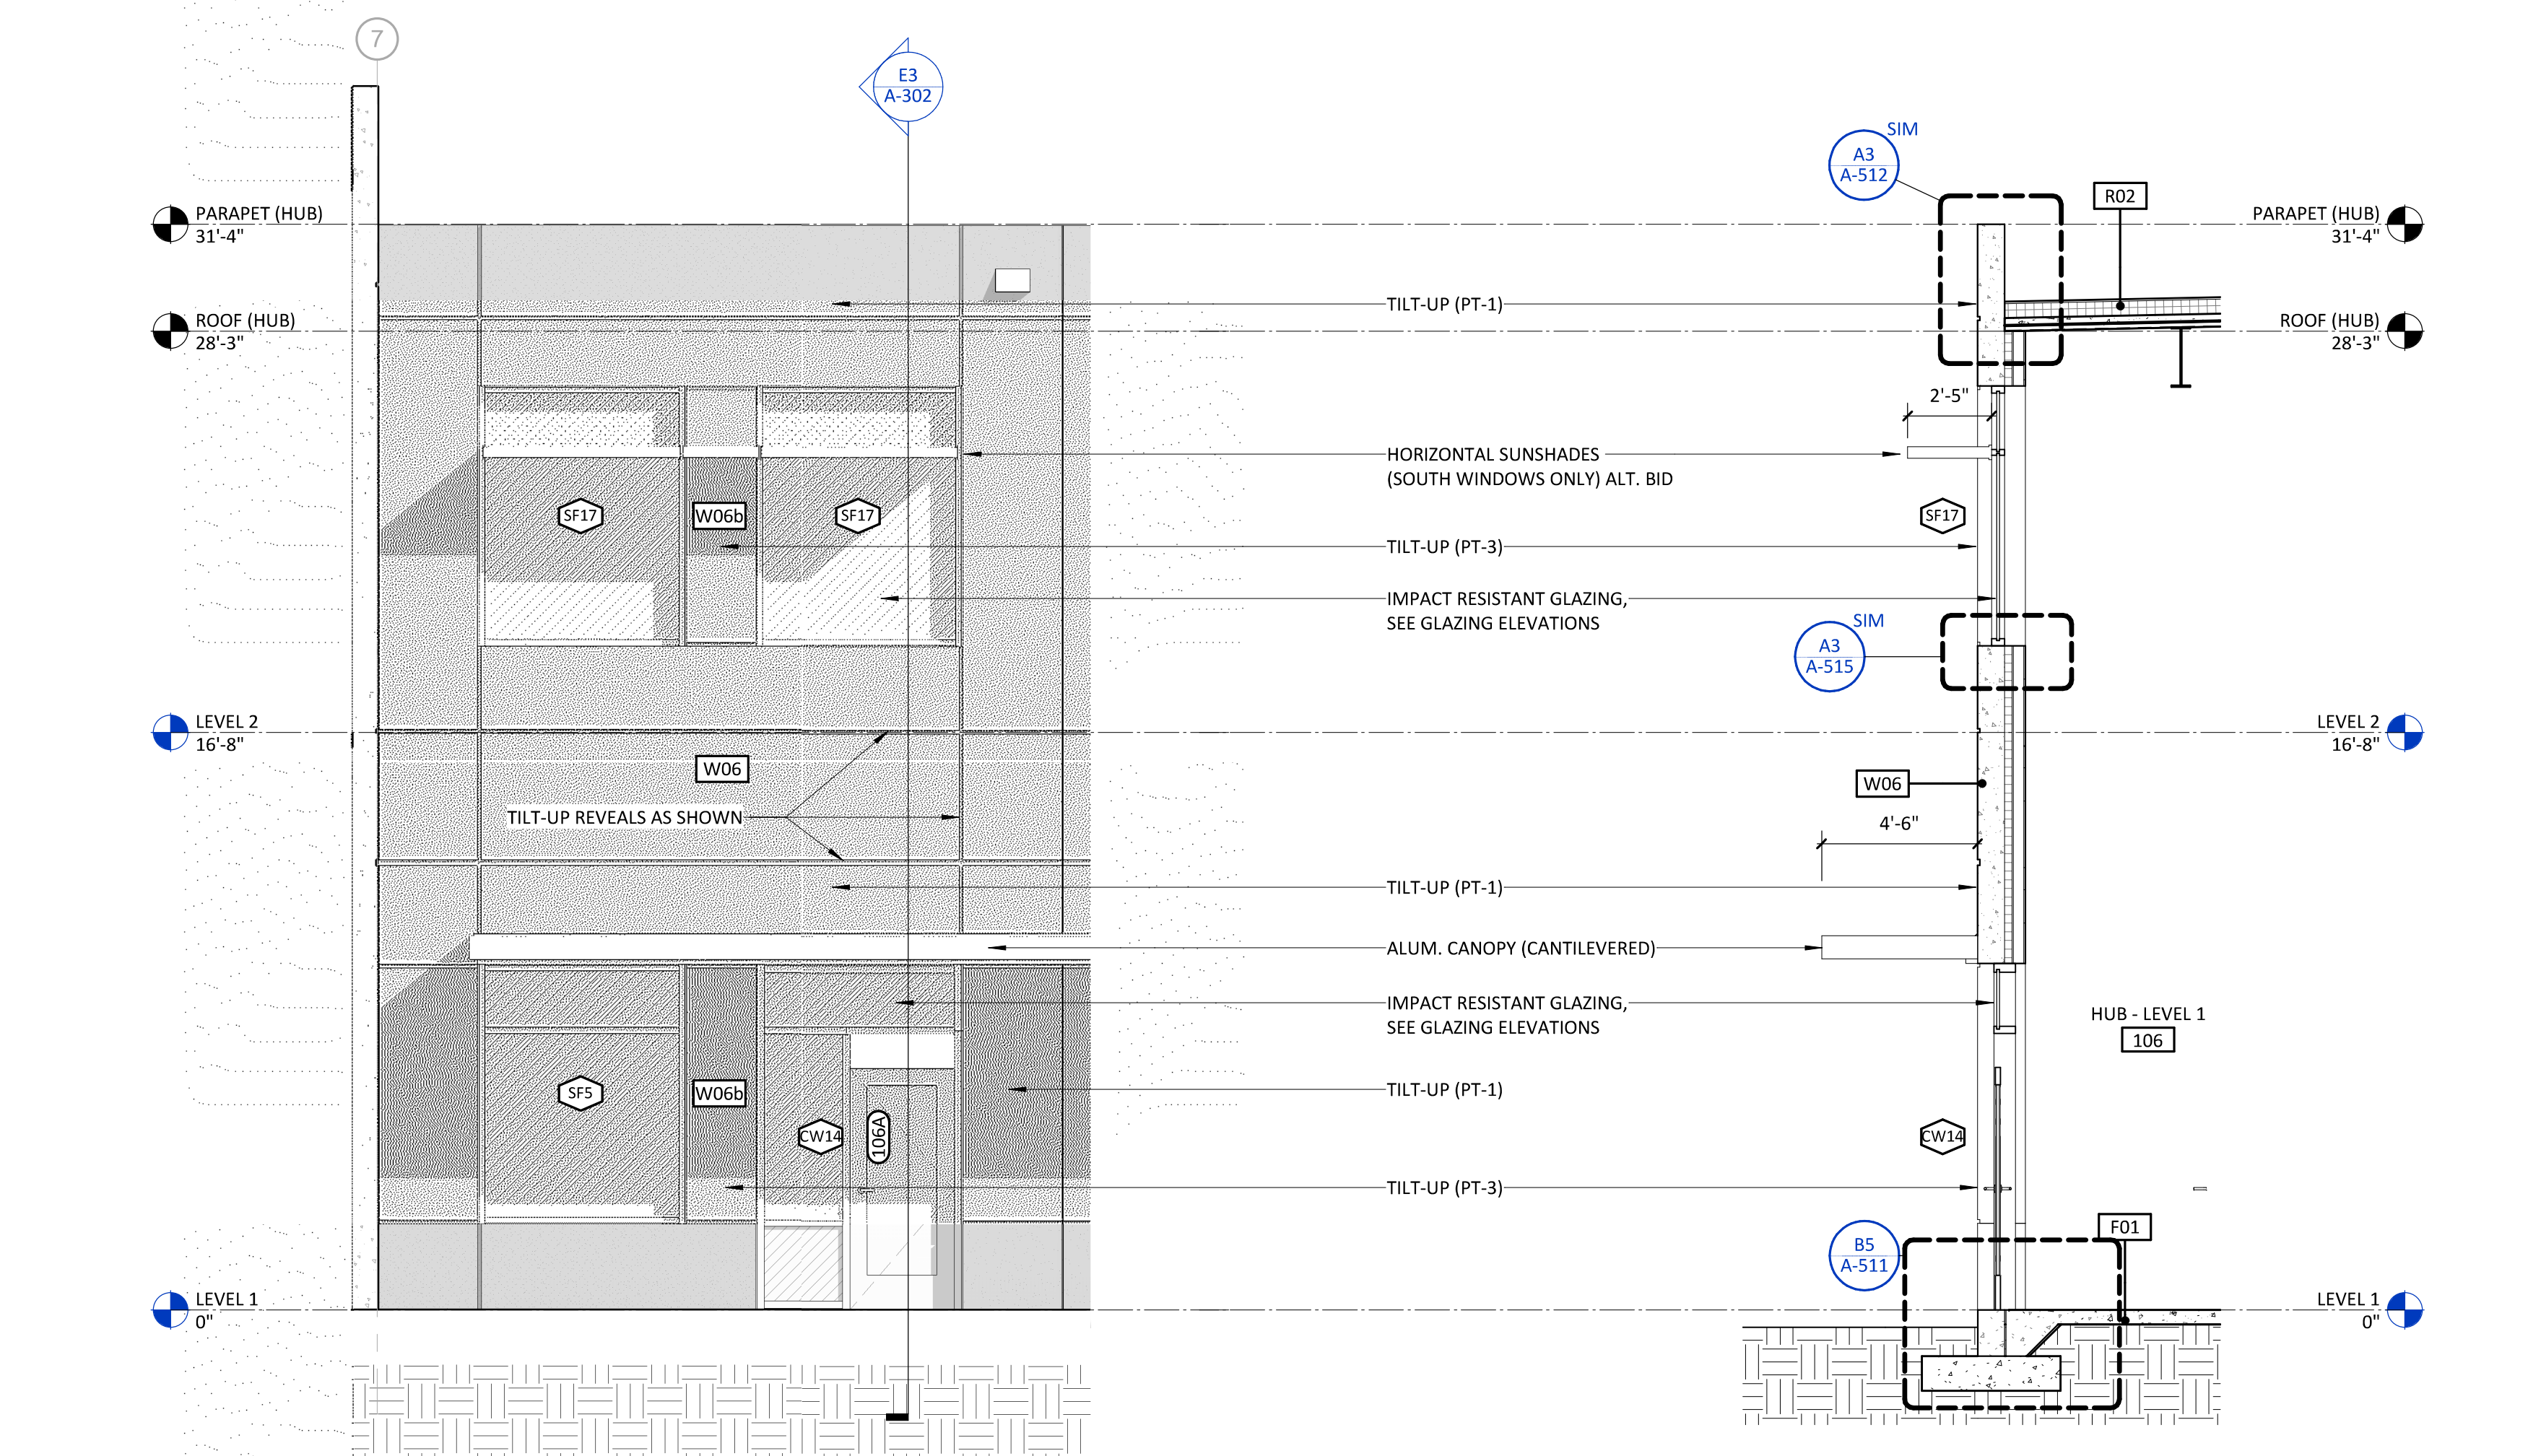 7
E3
A-302
SIM
A3
A-512
R02
PARAPET (HUB)
31'-4"
PARAPET (HUB)
31'-4"
TILT-UP (PT-1)
ROOF (HUB)
28'-3"
ROOF (HUB)
28'-3"
2'-5"
HORIZONTAL SUNSHADES
(SOUTH WINDOWS ONLY) ALT. BID
SF17
W06b
SF17
SF17
TILT-UP (PT-3)
IMPACT RESISTANT GLAZING,
SEE GLAZING ELEVATIONS
SIM
A3
A-515
LEVEL 2
16'-8"
LEVEL 2
16'-8"
W06
W06
TILT-UP REVEALS AS SHOWN
4'-6"
TILT-UP (PT-1)
ALUM. CANOPY (CANTILEVERED)
IMPACT RESISTANT GLAZING,
SEE GLAZING ELEVATIONS
HUB - LEVEL 1
106
SF5
W06b
TILT-UP (PT-1)
CW14
106A
CW14
TILT-UP (PT-3)
F01
B5
A-511
LEVEL 1
0"
LEVEL 1
0"